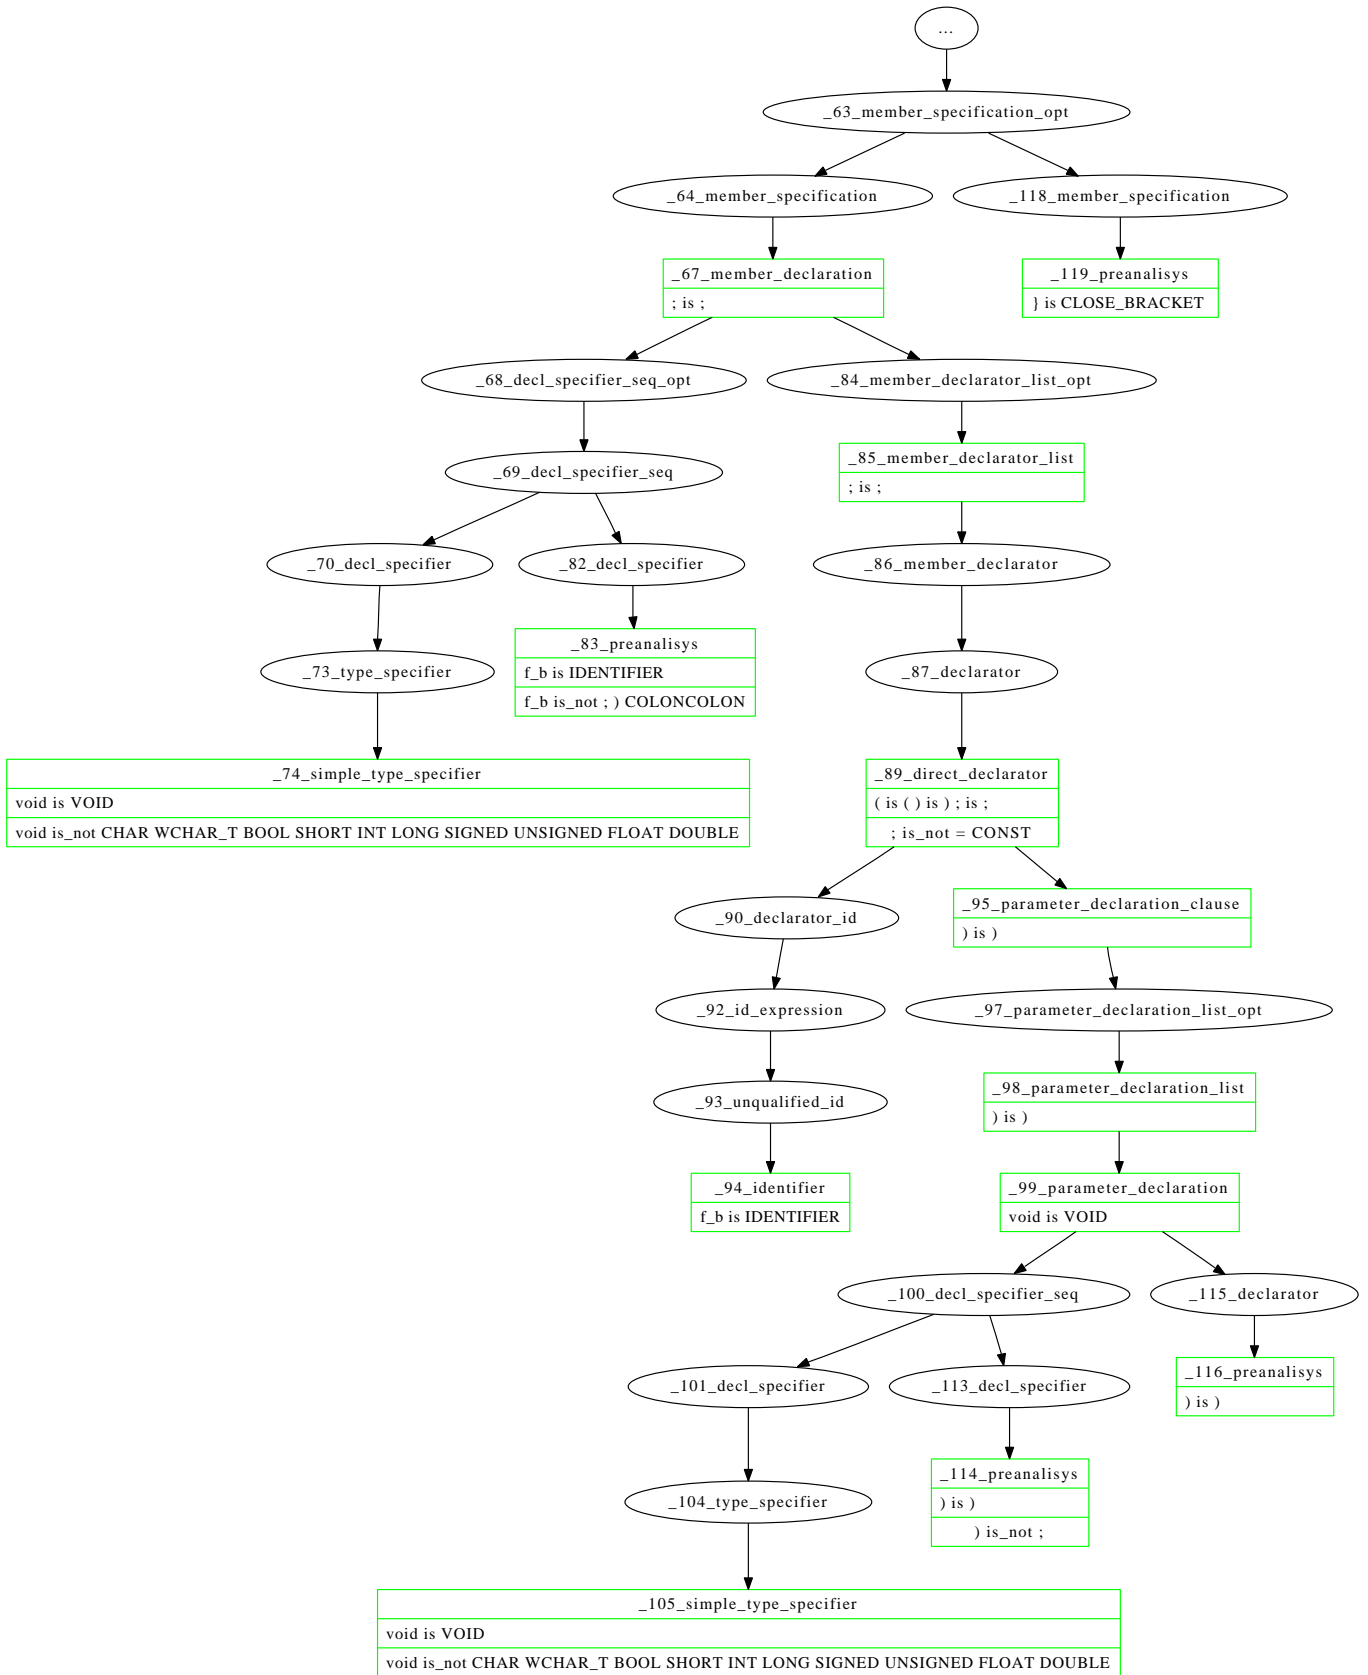 ...
_63_member_specification_opt
_64_member_specification
_118_member_specification
_67_member_declaration
; is ;
_119_preanalisys
} is CLOSE_BRACKET
_68_decl_specifier_seq_opt
_84_member_declarator_list_opt
_69_decl_specifier_seq
_85_member_declarator_list
; is ;
_70_decl_specifier
_82_decl_specifier
_86_member_declarator
_73_type_specifier
_83_preanalisys
f_b is IDENTIFIER
f_b is_not ; ) COLONCOLON
_87_declarator
_74_simple_type_specifier
void is VOID
void is_not CHAR WCHAR_T BOOL SHORT INT LONG SIGNED UNSIGNED FLOAT DOUBLE
_89_direct_declarator
( is ( ) is ) ; is ;
; is_not = CONST
_90_declarator_id
_95_parameter_declaration_clause
) is )
_92_id_expression
_97_parameter_declaration_list_opt
_93_unqualified_id
_98_parameter_declaration_list
) is )
_94_identifier
f_b is IDENTIFIER
_99_parameter_declaration
void is VOID
_100_decl_specifier_seq
_115_declarator
_101_decl_specifier
_113_decl_specifier
_116_preanalisys
) is )
_104_type_specifier
_114_preanalisys
) is )
) is_not ;
_105_simple_type_specifier
void is VOID
void is_not CHAR WCHAR_T BOOL SHORT INT LONG SIGNED UNSIGNED FLOAT DOUBLE